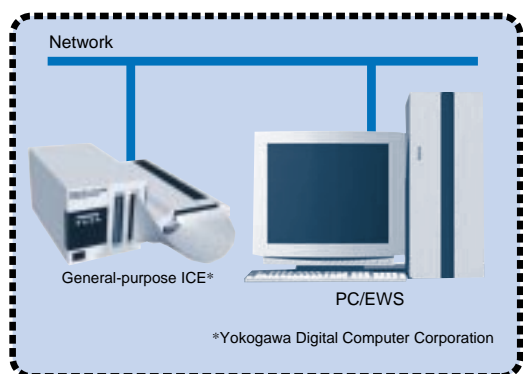 Network
General-purpose ICE*
PC/EWS
*Yokogawa Digital Computer Corporation